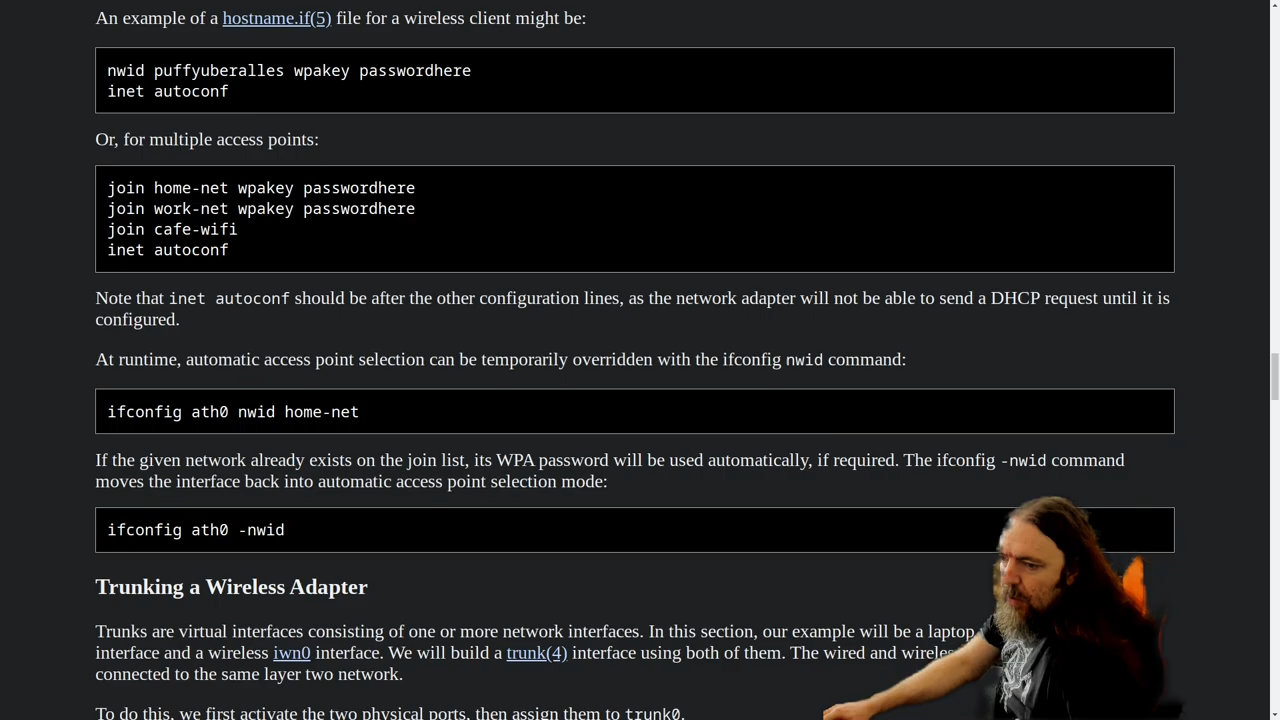 An example of a hostname.if(5) file for a wireless client might be:
nwid puffyuberalles wpakey passwordhere
inet autoconf
Or, for multiple access points:
join home-net wpakey passwordhere
join work-net wpakey passwordhere
join cafe-wifi
inet autoconf
Note that inet autoconf should be after the other configuration lines, as the network adapter will not be able to send a DHCP request until it is
configured.
At runtime, automatic access point selection can be temporarily overridden with the ifconfig nwid command:
ifconfig ath0 nwid home-net
If the given network already exists on the join list, its WPA password will be used automatically, if required. The ifconfig -nwid command
moves the interface back into automatic access point selection mode:
ifconfig ath0 -nwid
Trunking a Wireless Adapter
Trunks are virtual interfaces consisting of one or more network interfaces. In this section, our example will be a laptop
interface and a wireless iwn0 interface. We will build a trunk(4) interface using both of them. The wired and
connected to the same layer two network.
To do this, we first activate the two physical ports, then assign them to trunk0.